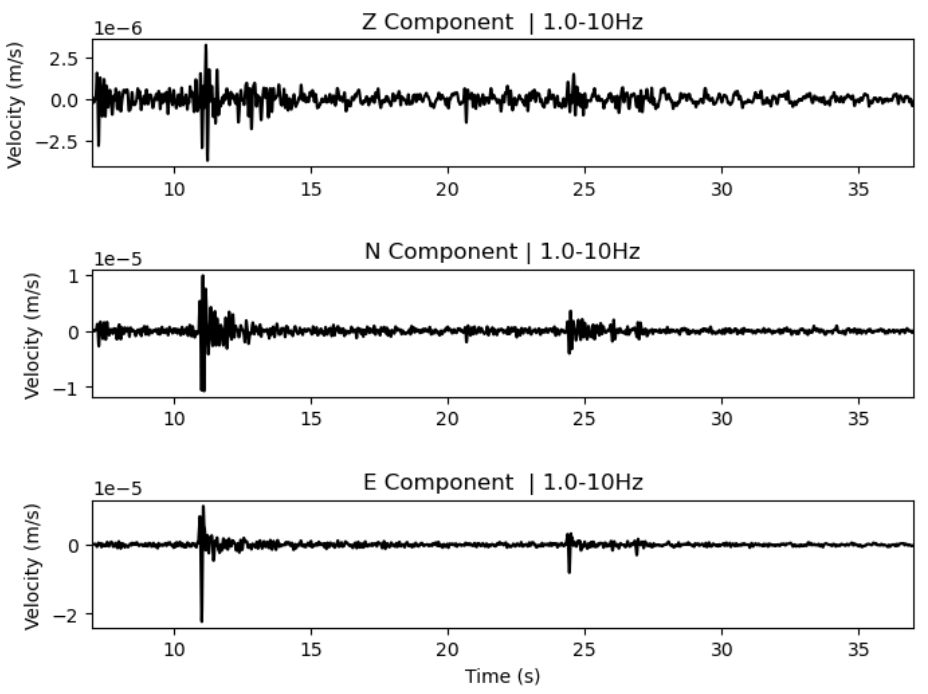 Z Component | 1.0-10Hz
1e−6
Velocity (m/s)
2.5
0.0
−2.5
10 15 20 25 30 35
N Component | 1.0-10Hz
1e−5
Velocity (m/s)
1
0
−1
10 15 20 25 30 35
E Component | 1.0-10Hz
1e−5
Velocity (m/s)
0
−2
10 15 20 25 30 35
Time (s)